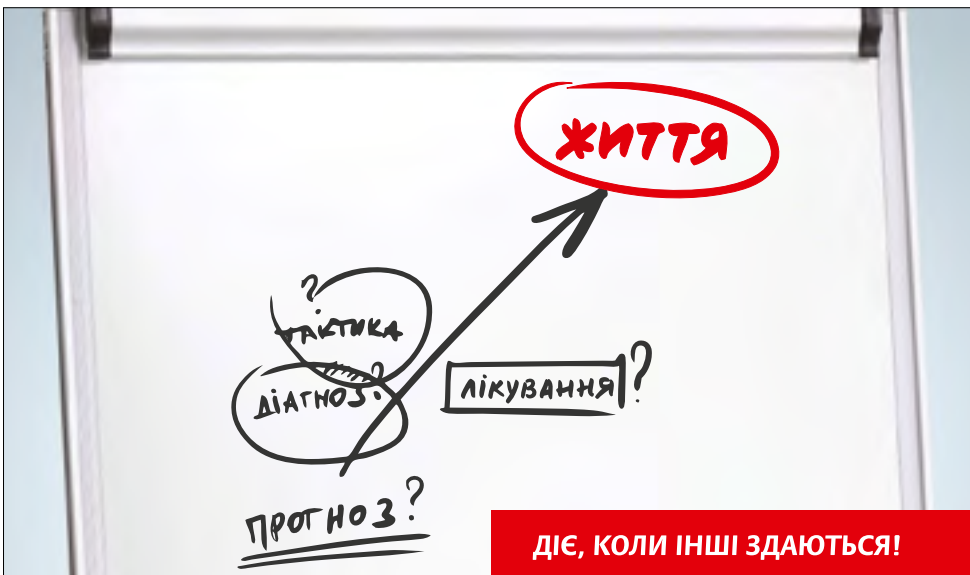 ЖИТТЯ
?
тактика
діагноз?
лікування?
прогноз?
ДІЄ, КОЛИ ІНШІ ЗДАЮТЬСЯ!